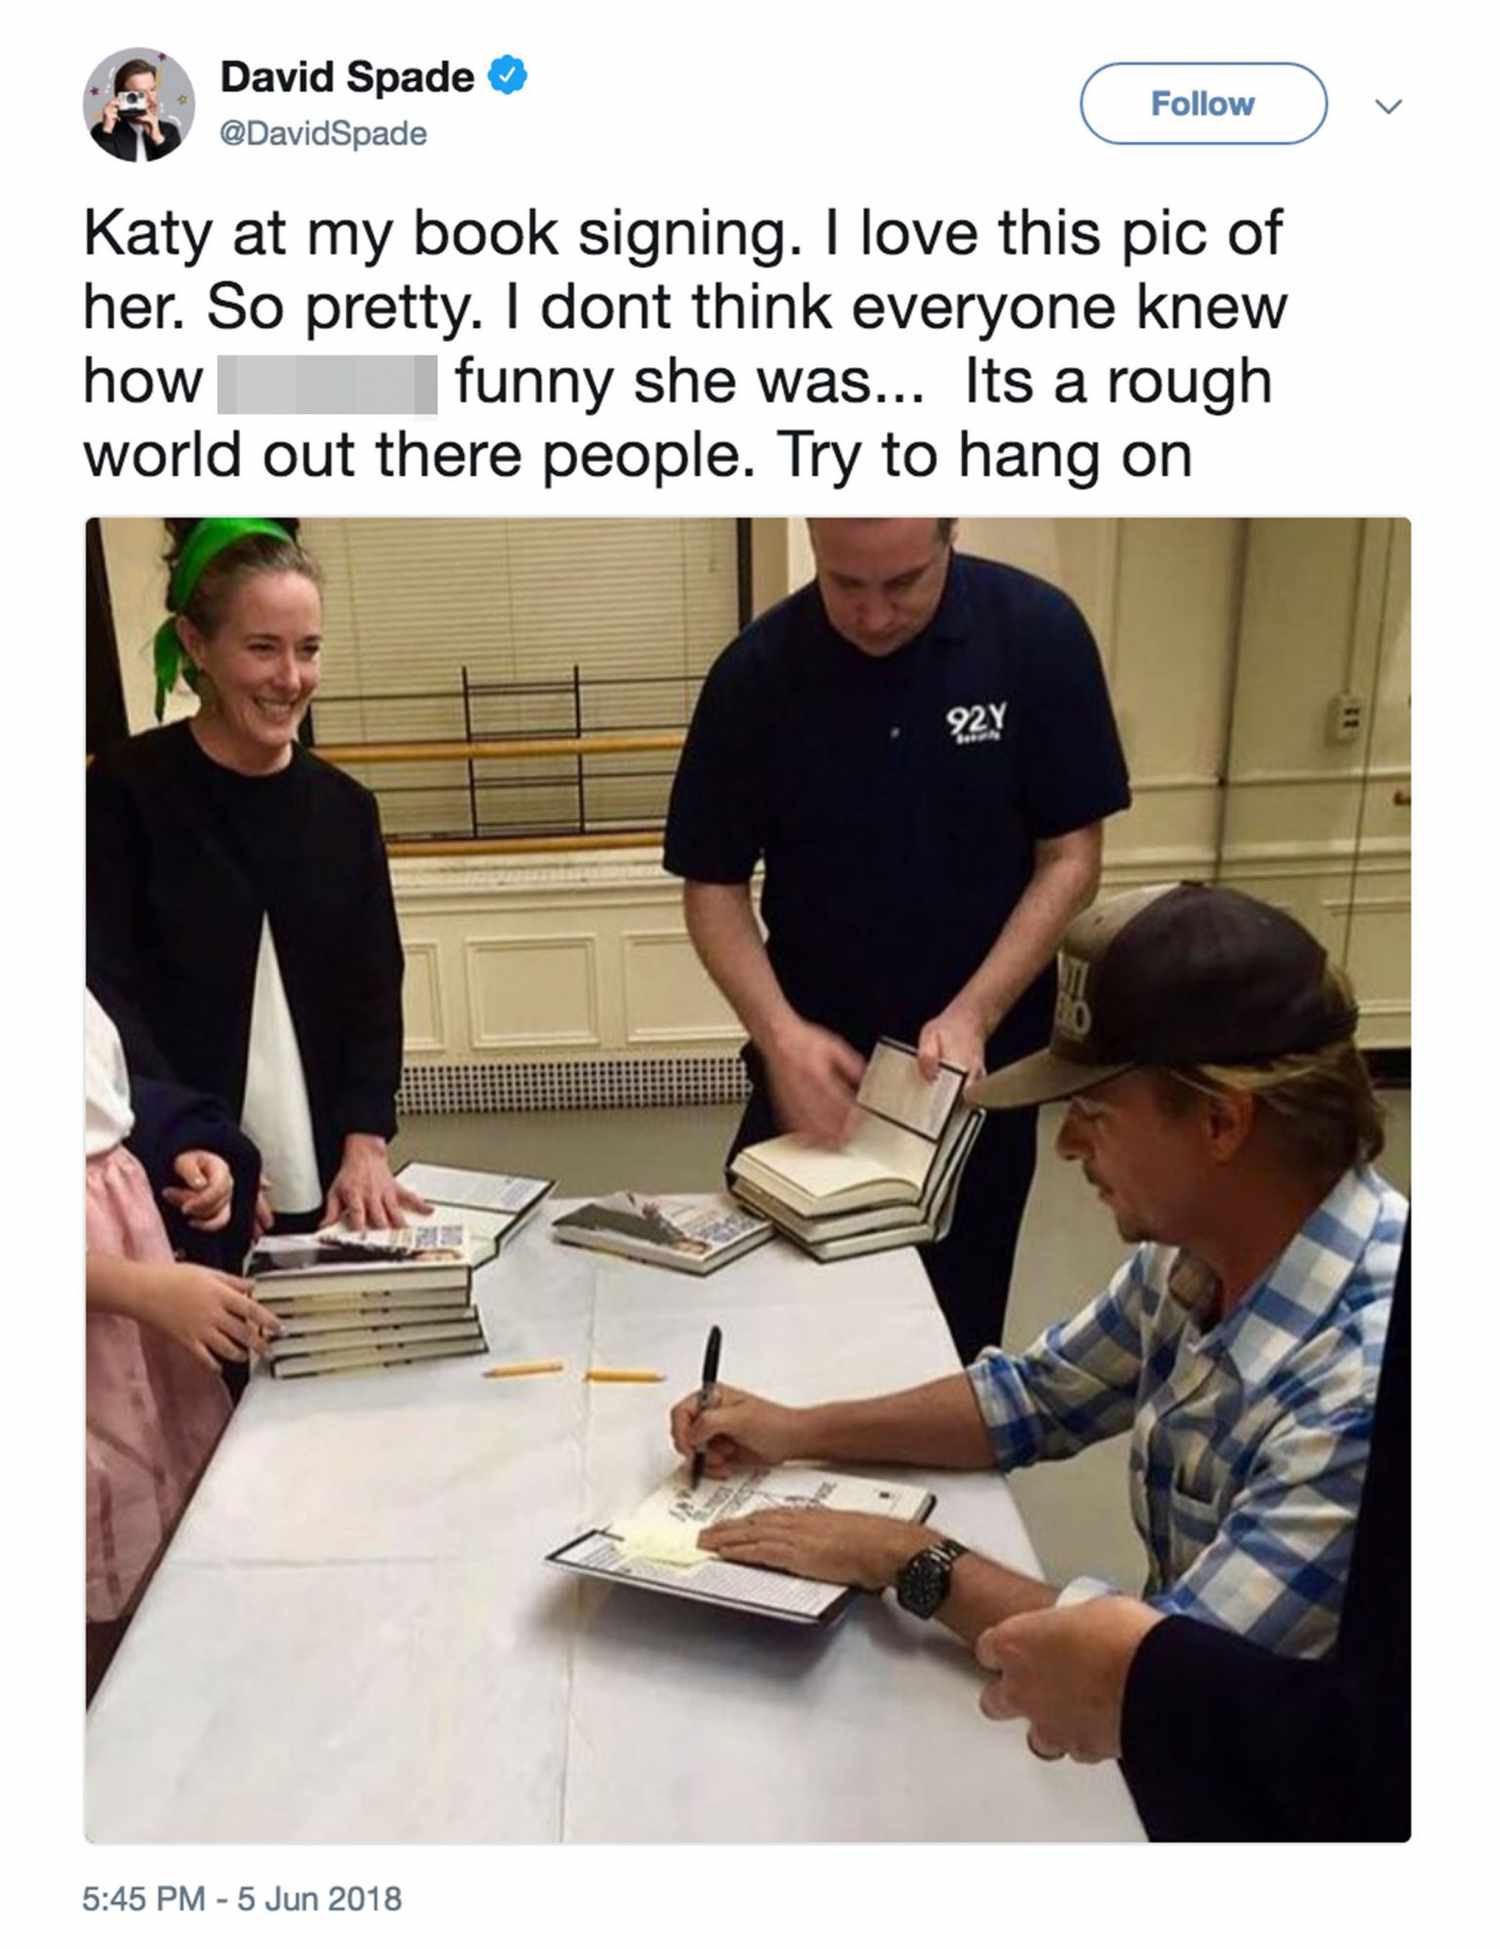 David Spade
@DavidSpade
Follow
Katy at my book signing. I love this pic of
her. So pretty. I dont think everyone knew
how funny she was... Its a rough
world out there people. Try to hang on
92Y
Security
5:45 PM - 5 Jun 2018